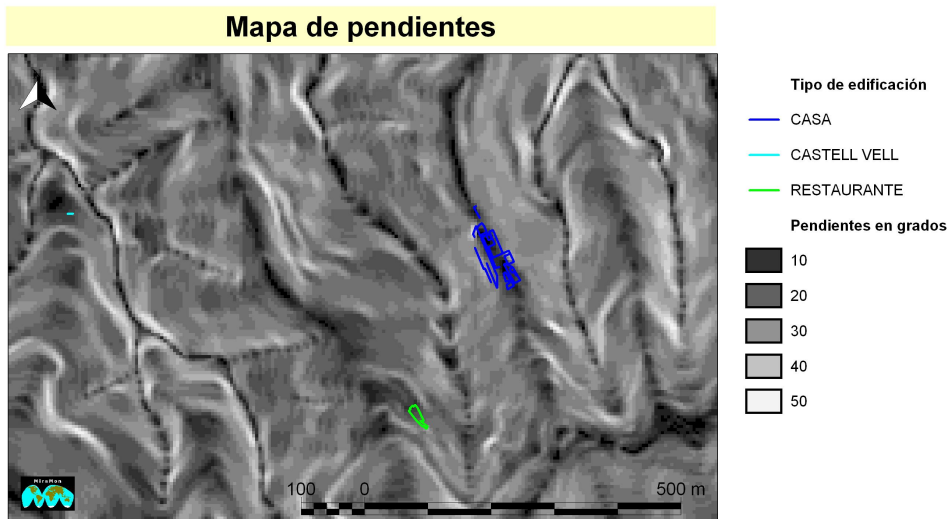 Mapa de pendientes
Tipo de edificación
CASA
CASTELL VELL
RESTAURANTE
Pendientes en grados
10
20
30
40
50
MiraMon
100 0 500 m